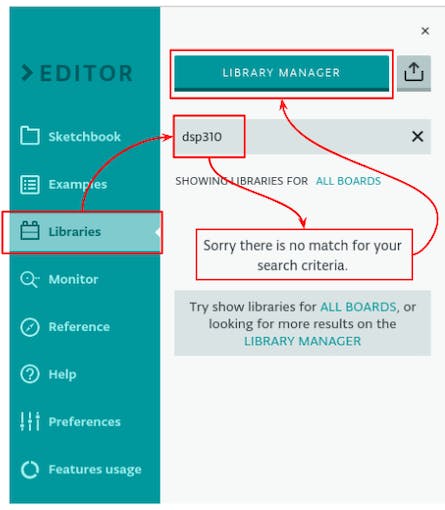 EDITOR
Sketchbook
Examples
Libraries
Monitor
Reference
Help
Preferences
Features usage
LIBRARY MANAGER
dsp310
SHOWING LIBRARIES FOR ALL BOARDS
Sorry there is no match for your
search criteria.
Try show libraries for ALL BOARDS, or
looking for more results on the
LIBRARY MANAGER